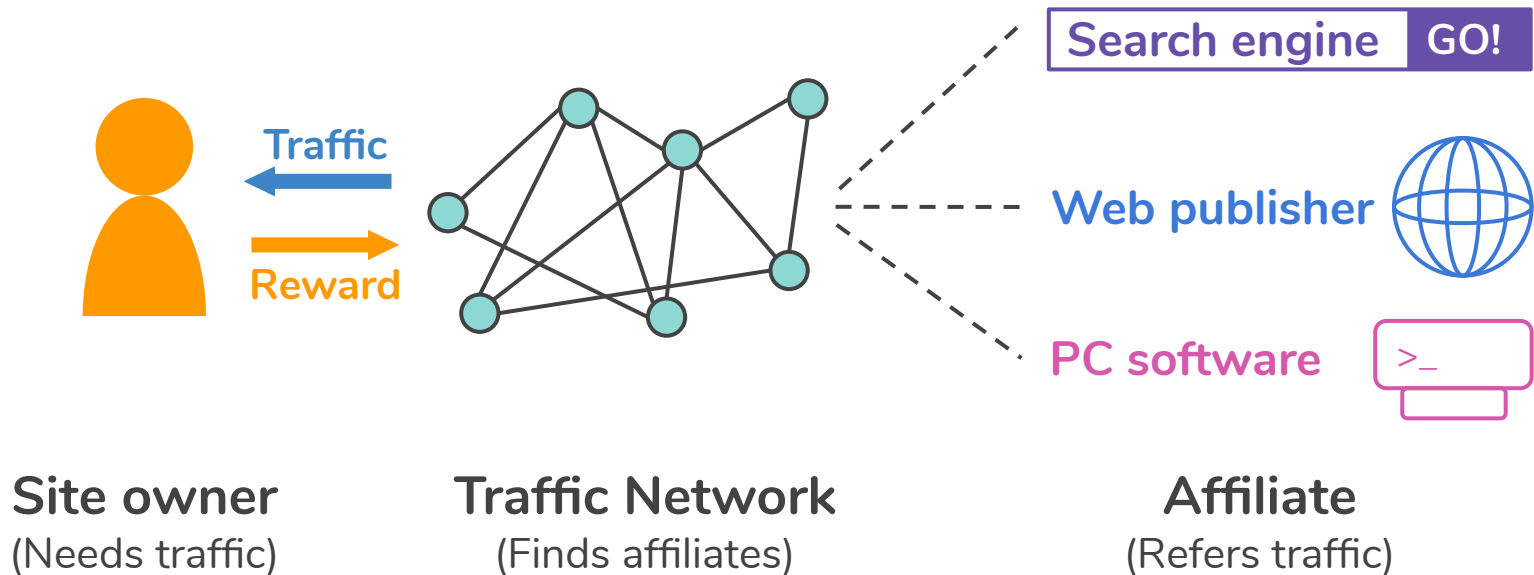 Search engine GO!
Traffic
Reward
Web publisher
PC software
>_
Site owner
(Needs traffic)
Traffic Network
(Finds affiliates)
Affiliate
(Refers traffic)